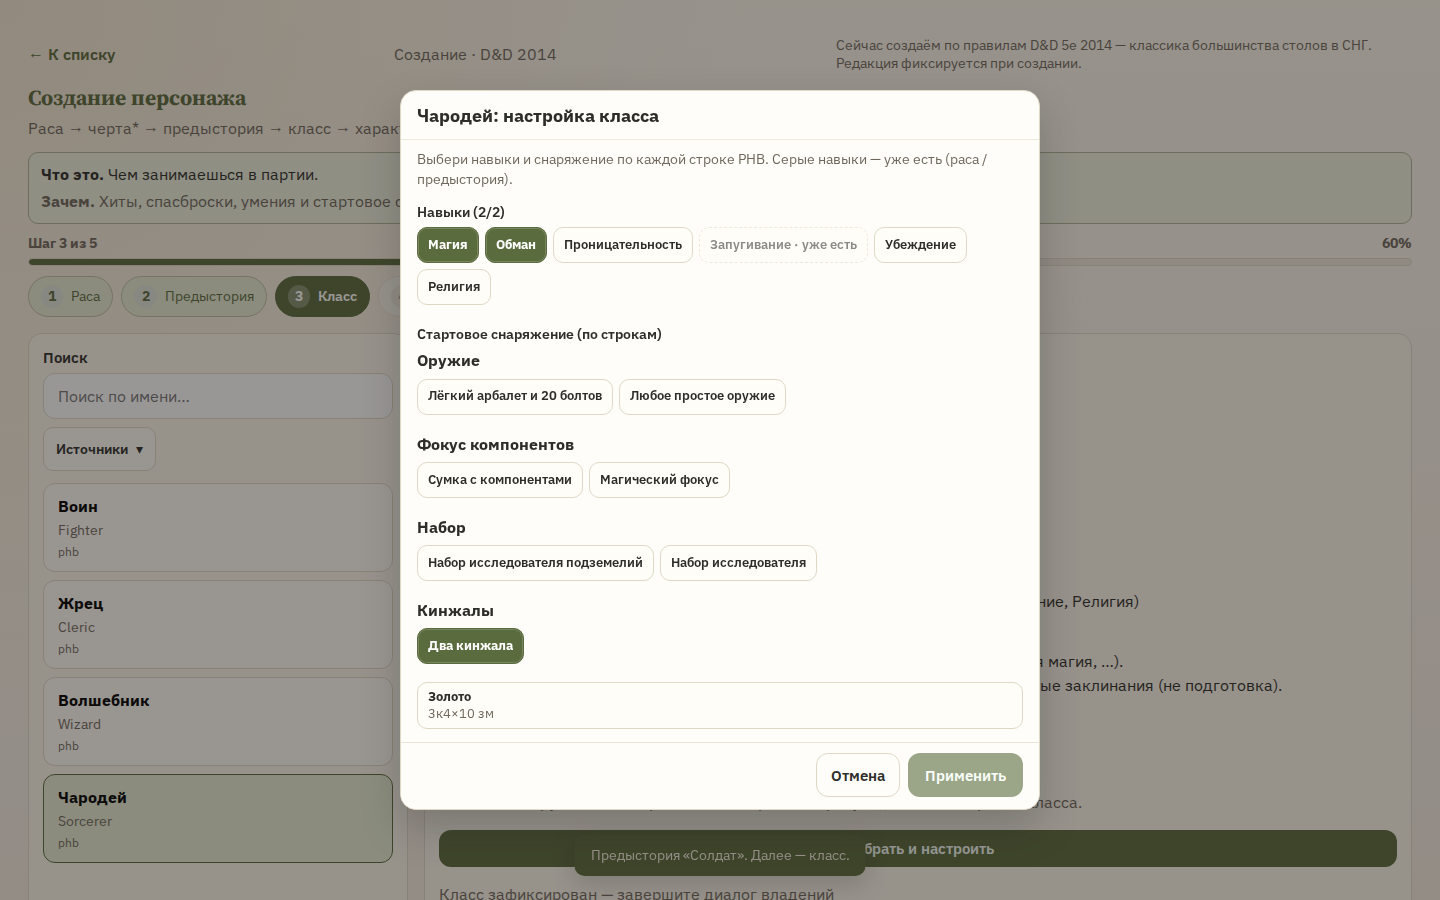 ← К списку
Создание · D&D 2014
Сейчас создаём по правилам D&D 5e 2014 — классика большинства столов в СНГ.
Редакция фиксируется при создании.
Создание персонажа
Раса → черта* → предыстория → класс →
Что это. Чем занимаешься в партии.
Зачем. Хиты, спасброски, умения и стартовое
Шаг 3 из 5
60%
1 Раса
2 Предыстория
3 Класс
Поиск
Поиск по имени...
Источники ▾
Воин
Fighter
phb
Жрец
Cleric
phb
Волшебник
Wizard
phb
Чародей
Sorcerer
phb
Чародей: настройка класса
Выбери навыки и снаряжение по каждой строке PHB. Серые навыки — уже есть (раса /
предыстория).
Навыки (2/2)
Магия
Обман
Проницательность
Запугивание · уже есть
Убеждение
Религия
Стартовое снаряжение (по строкам)
Оружие
Лёгкий арбалет и 20 болтов
Любое простое оружие
Фокус компонентов
Сумка с компонентами
Магический фокус
Набор
Набор исследователя подземелий
Набор исследователя
Кинжалы
Два кинжала
Золото
3к4×10 зм
Отмена
Применить
Религия)
магия, ...).
заклинания (не подготовка).
и настроить
Предыстория «Солдат». Далее — класс.
Класс зафиксирован — завершите диалог владений